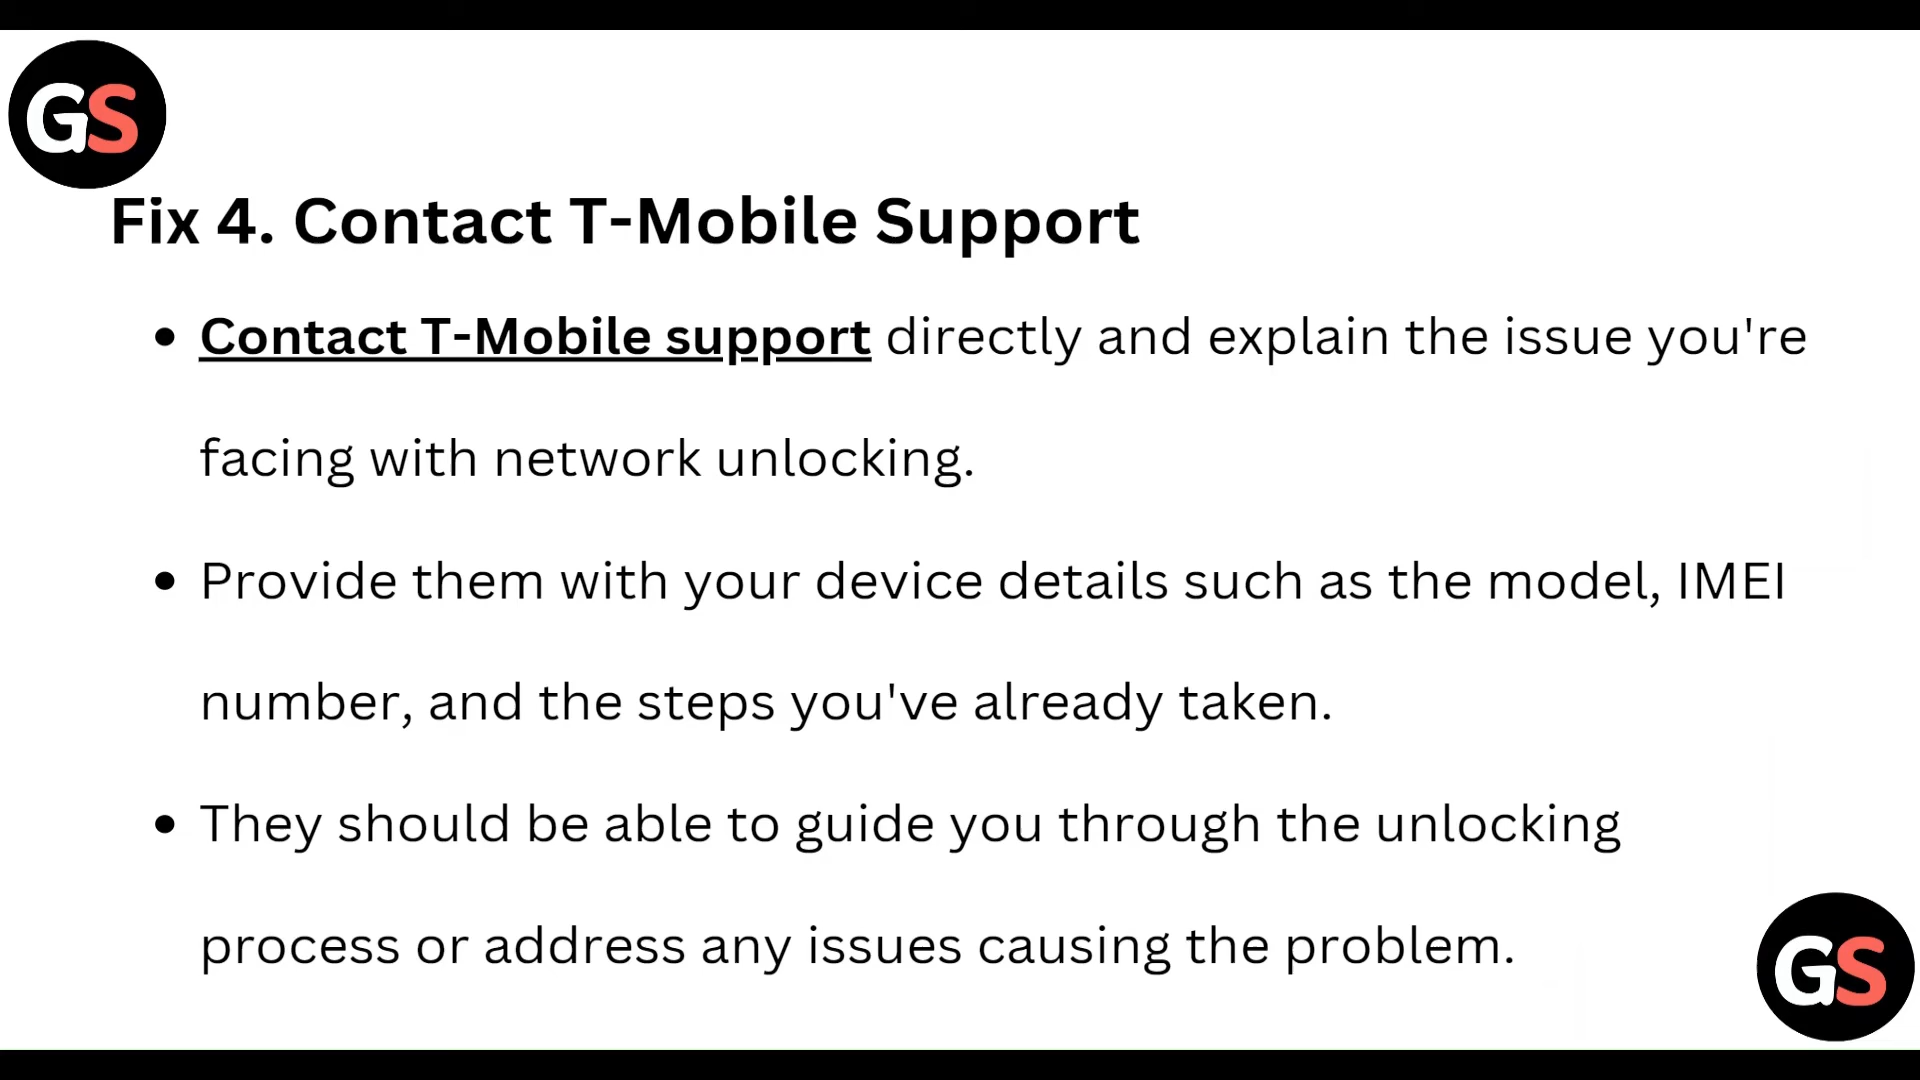 GS
Fix 4. Contact T-Mobile Support
• Contact T-Mobile support directly and explain the issue you're
facing with network unlocking.
• Provide them with your device details such as the model, IMEI
number, and the steps you've already taken.
• They should be able to guide you through the unlocking
process or address any issues causing the problem.
GS